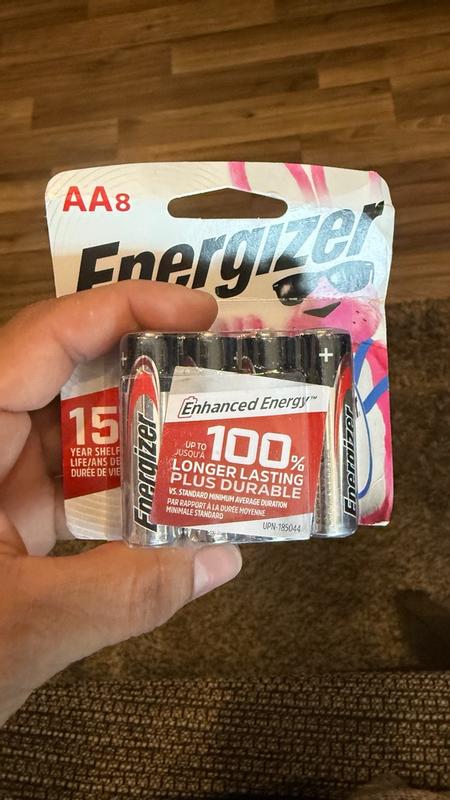 AA8
Energizer
Enhanced Energy™
UP TO
JUSQU'À
100%
LONGER LASTING
PLUS DURABLE
VS. STANDARD MINIMUM AVERAGE DURATION
PAR RAPPORT À LA DURÉE MOYENNE
MINIMALE STANDARD
UPN-185044
15
YEAR SHELF
LIFE/ANS DE
DURÉE DE VIE
+
Energizer
+
Energizer